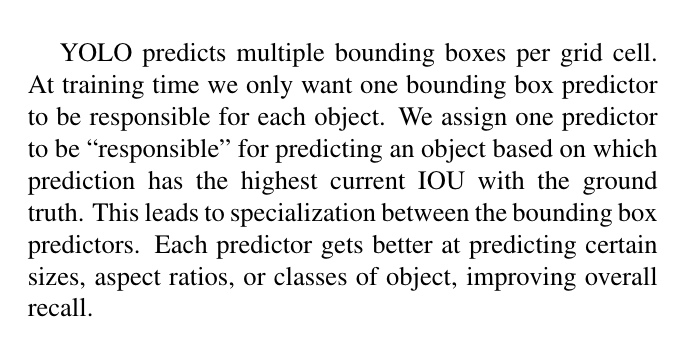 YOLO predicts multiple bounding boxes per grid cell.
At training time we only want one bounding box predictor
to be responsible for each object. We assign one predictor
to be “responsible” for predicting an object based on which
prediction has the highest current IOU with the ground
truth. This leads to specialization between the bounding box
predictors. Each predictor gets better at predicting certain
sizes, aspect ratios, or classes of object, improving overall
recall.